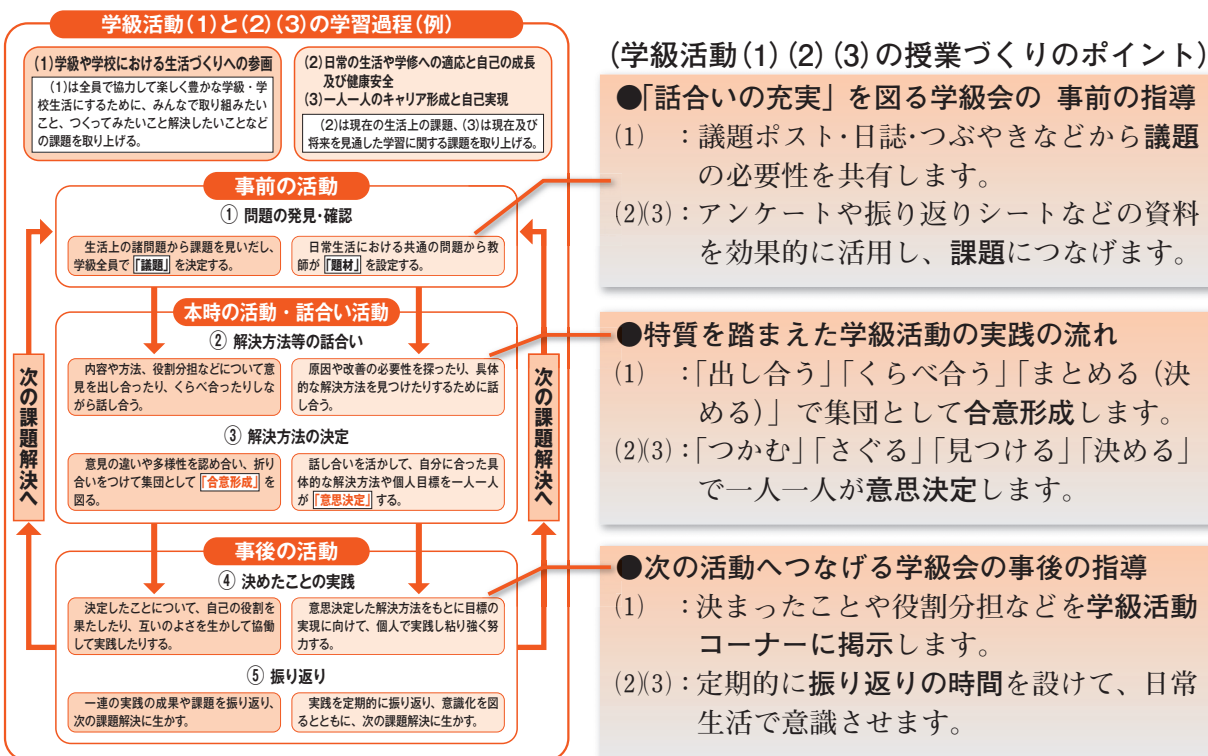 学級活動(1)と(2)(3)の学習過程(例)
(1)学級や学校における生活づくりへの参画
(1)は全員で協力して楽しく豊かな学級・学
校生活にするために、みんなで取り組みたい
こと、つくってみたいこと解決したいことなど
の課題を取り上げる。
(2)日常の生活や学修への適応と自己の成長
及び健康安全
(3)一人一人のキャリア形成と自己実現
(2)は現在の生活上の課題、(3)は現在及び
将来を見通した学習に関する課題を取り上げる。
事前の活動
① 問題の発見・確認
生活上の諸問題から課題を見いだし、
学級全員で「議題」を決定する。
日常生活における共通の問題から教
師が「題材」を設定する。
本時の活動・話合い活動
② 解決方法等の話合い
内容や方法、役割分担などについて意
見を出し合ったり、くらべ合ったりしな
がら話し合う。
原因や改善の必要性を探ったり、具体
的な解決方法を見つけたりするために話
し合う。
③ 解決方法の決定
意見の違いや多様性を認め合い、折り
合いをつけて集団として「合意形成」を
図る。
話し合いを活かして、自分に合った具
体的な解決方法や個人目標を一人一人
が「意思決定」する。
事後の活動
④ 決めたことの実践
決定したことについて、自己の役割を
果たしたり、互いのよさを生かして協働
して実践したりする。
意思決定した解決方法をもとに目標の
実現に向けて、個人で実践し粘り強く努
力する。
⑤ 振り返り
一連の実践の成果や課題を振り返り、
次の課題解決に生かす。
実践を定期的に振り返り、意識化を図
るとともに、次の課題解決に生かす。
次の課題解決へ
次の課題解決へ
(学級活動(1)(2)(3)の授業づくりのポイント)
●「話合いの充実」を図る学級会の 事前の指導
(1) :議題ポスト・日誌・つぶやきなどから議題
の必要性を共有します。
(2)(3):アンケートや振り返りシートなどの資料
を効果的に活用し、課題につなげます。
●特質を踏まえた学級活動の実践の流れ
(1) :「出し合う」「くらべ合う」「まとめる(決
める)」で集団として合意形成します。
(2)(3):「つかむ」「さぐる」「見つける」「決める」
で一人一人が意思決定します。
●次の活動へつなげる学級会の事後の指導
(1) :決まったことや役割分担などを学級活動
コーナーに掲示します。
(2)(3):定期的に振り返りの時間を設けて、日常
生活で意識させます。